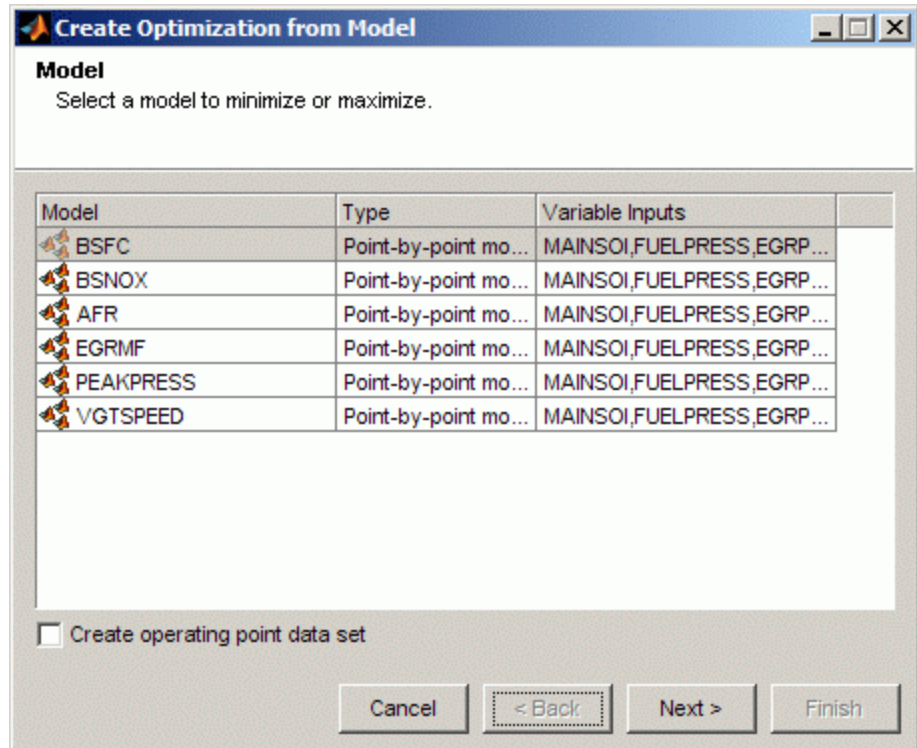 Create Optimization from Model
Model
Select a model to minimize or maximize.
Model Type Variable Inputs
BSFC Point-by-point mo... MAINSOI,FUELPRESS,EGRP...
BSNOX Point-by-point mo... MAINSOI,FUELPRESS,EGRP...
AFR Point-by-point mo... MAINSOI,FUELPRESS,EGRP...
EGRMF Point-by-point mo... MAINSOI,FUELPRESS,EGRP...
PEAKPRESS Point-by-point mo... MAINSOI,FUELPRESS,EGRP...
VGTSPEED Point-by-point mo... MAINSOI,FUELPRESS,EGRP...
Create operating point data set
Cancel < Back Next > Finish